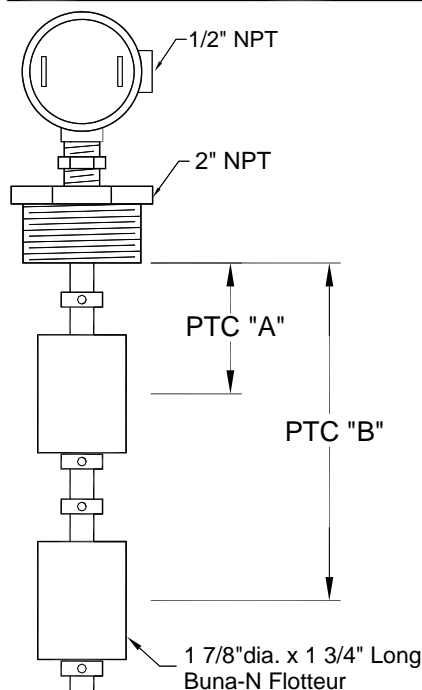 1/2" NPT
2" NPT
PTC "A"
PTC "B"
1 7/8"dia. x 1 3/4" Long
Buna-N Flotteur